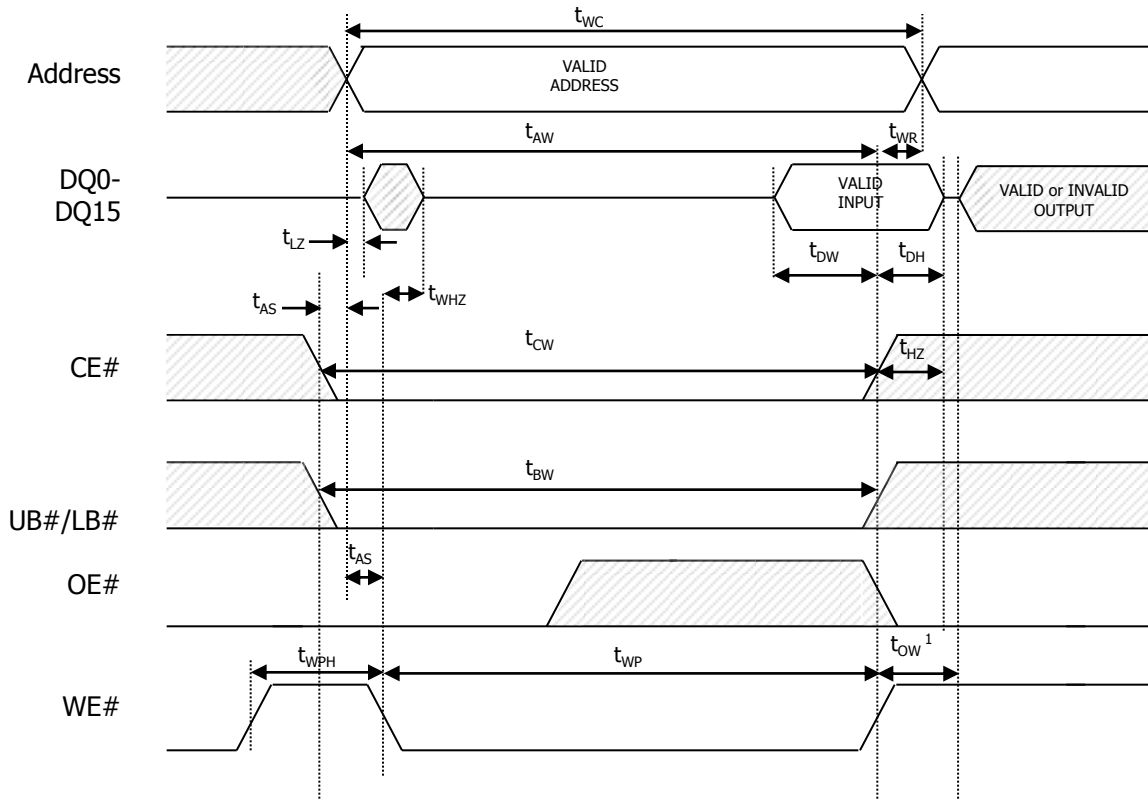 tWC
Address
VALID
ADDRESS
tAW
tWR
DQ0-
DQ15
VALID
INPUT
VALID or INVALID
OUTPUT
tLZ
tDW
tDH
tWHZ
tAS
tCW
tHZ
CE#
tBW
UB#/LB#
tAS
OE#
tWPH
tWP
tOW 1
WE#